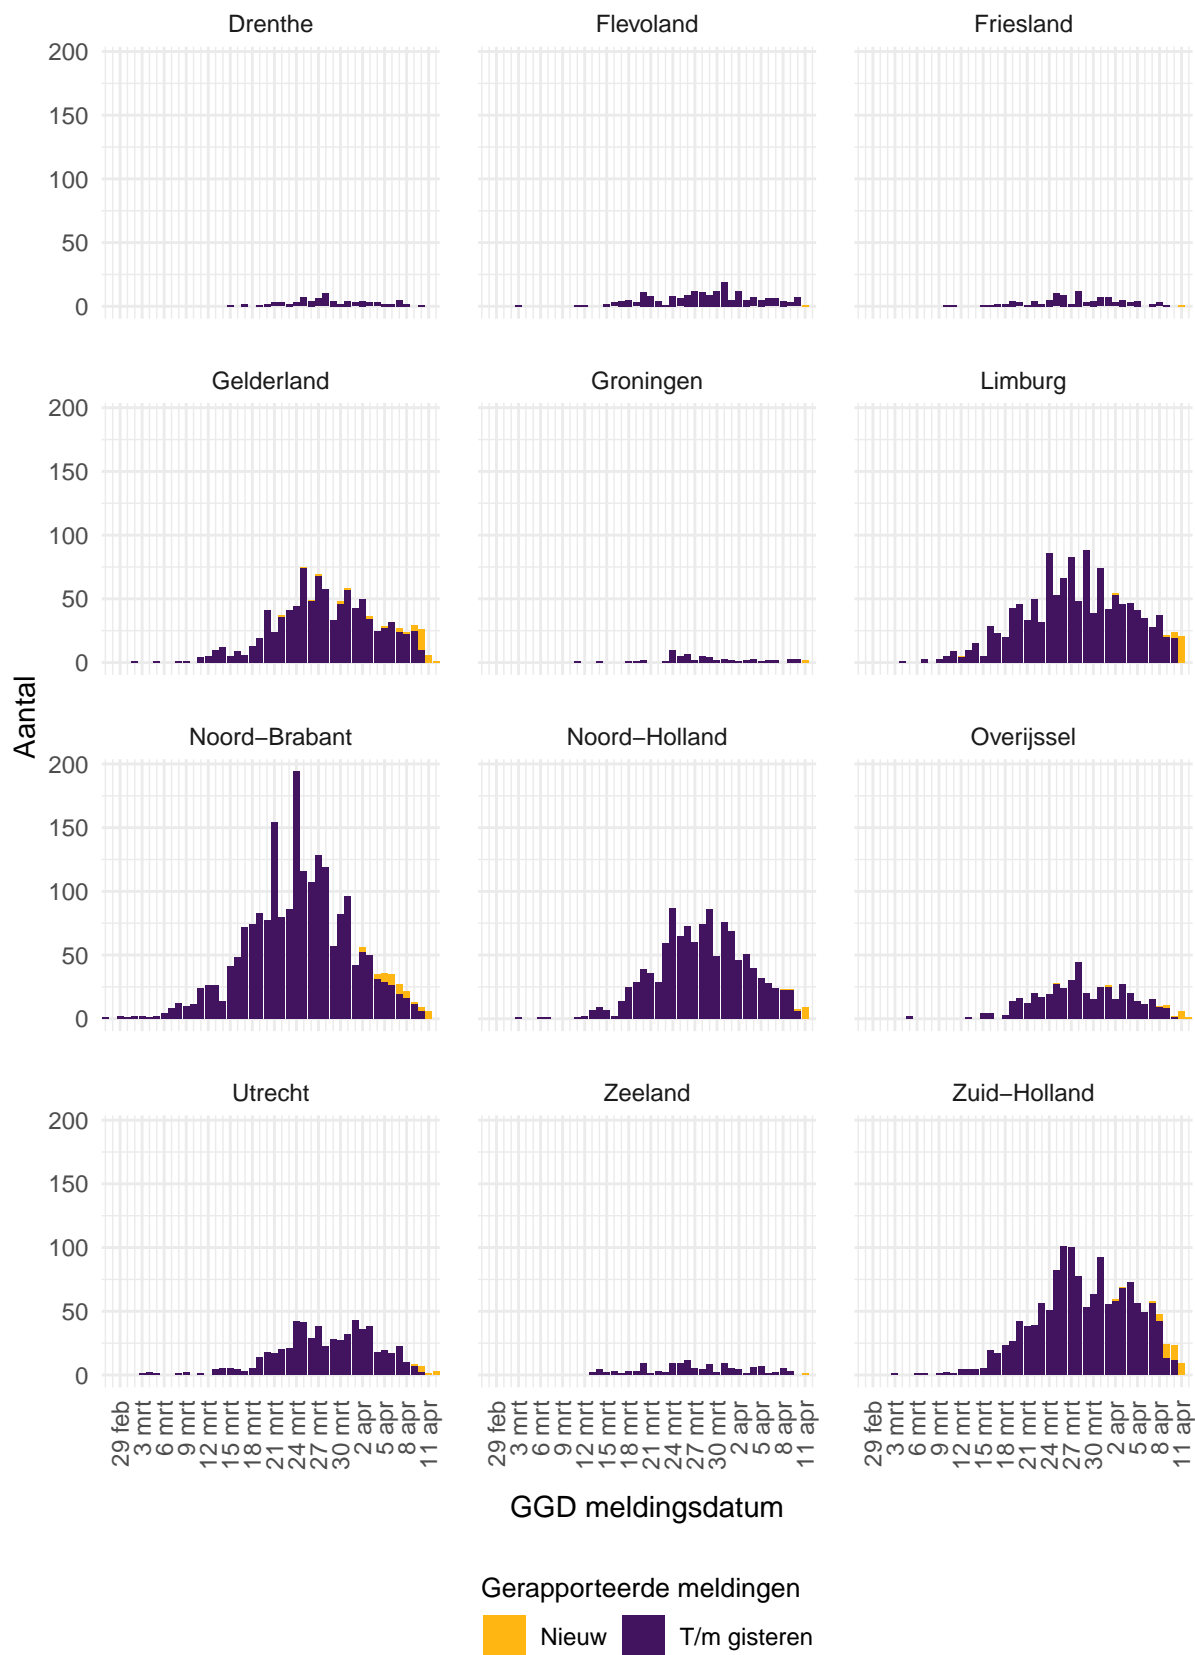 Drenthe Flevoland Friesland
200
150
100
50
0
Gelderland Groningen Limburg
200
150
100
50
0
Aantal
Noord−Brabant Noord−Holland Overijssel
200
150
100
50
0
Utrecht Zeeland Zuid−Holland
200
150
100
50
0
29 feb 3 mrt 6 mrt 9 mrt 12 mrt 15 mrt 18 mrt 21 mrt 24 mrt 27 mrt 30 mrt 2 apr 5 apr 8 apr 11 apr
29 feb 3 mrt 6 mrt 9 mrt 12 mrt 15 mrt 18 mrt 21 mrt 24 mrt 27 mrt 30 mrt 2 apr 5 apr 8 apr 11 apr
29 feb 3 mrt 6 mrt 9 mrt 12 mrt 15 mrt 18 mrt 21 mrt 24 mrt 27 mrt 30 mrt 2 apr 5 apr 8 apr 11 apr
GGD meldingsdatum
Gerapporteerde meldingen
Nieuw T/m gisteren